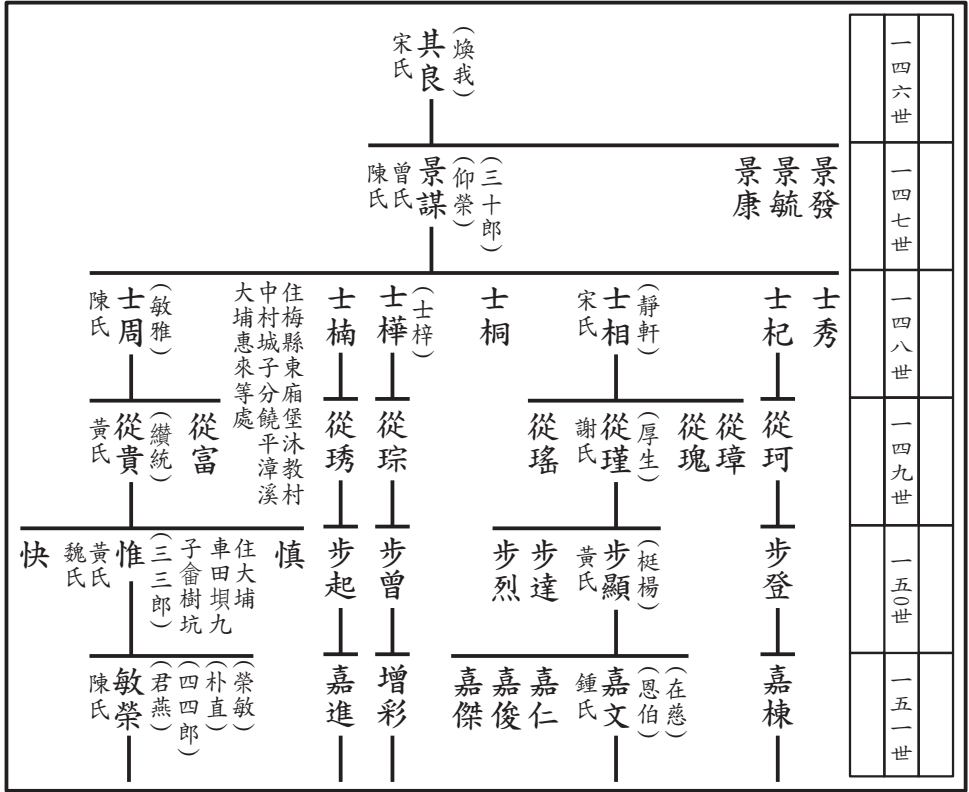 一四六世
(煥我)
其良
宋氏
一四七世
景發
景毓
景康
(三十郎)
(仰榮)
景謀
曾氏
陳氏
一四八世
士秀
士杞
(靜軒)
士相
宋氏
士桐
(士梓)
士樺
士楠
住梅縣東廂堡沐教村
中村城子分饒平漳溪
大埔惠來等處
(敏雅)
士周
陳氏
一四九世
從珂
從璋
從瑰
(厚生)
從瑾
謝氏
從瑤
從琮
從琇
從富
(纘統)
從貴
黃氏
一五〇世
步登
(梃楊)
步顯
黃氏
步達
步烈
步曾
步起
慎
住大埔
車田垻九
子畲樹坑
(三三郎)
惟
黃氏
魏氏
快
一五一世
嘉棟
(在慈)
(恩伯)
嘉文
鍾氏
嘉仁
嘉俊
嘉傑
增彩
嘉進
(榮敏)
(朴直)
(四四郎)
(君燕)
敏榮
陳氏